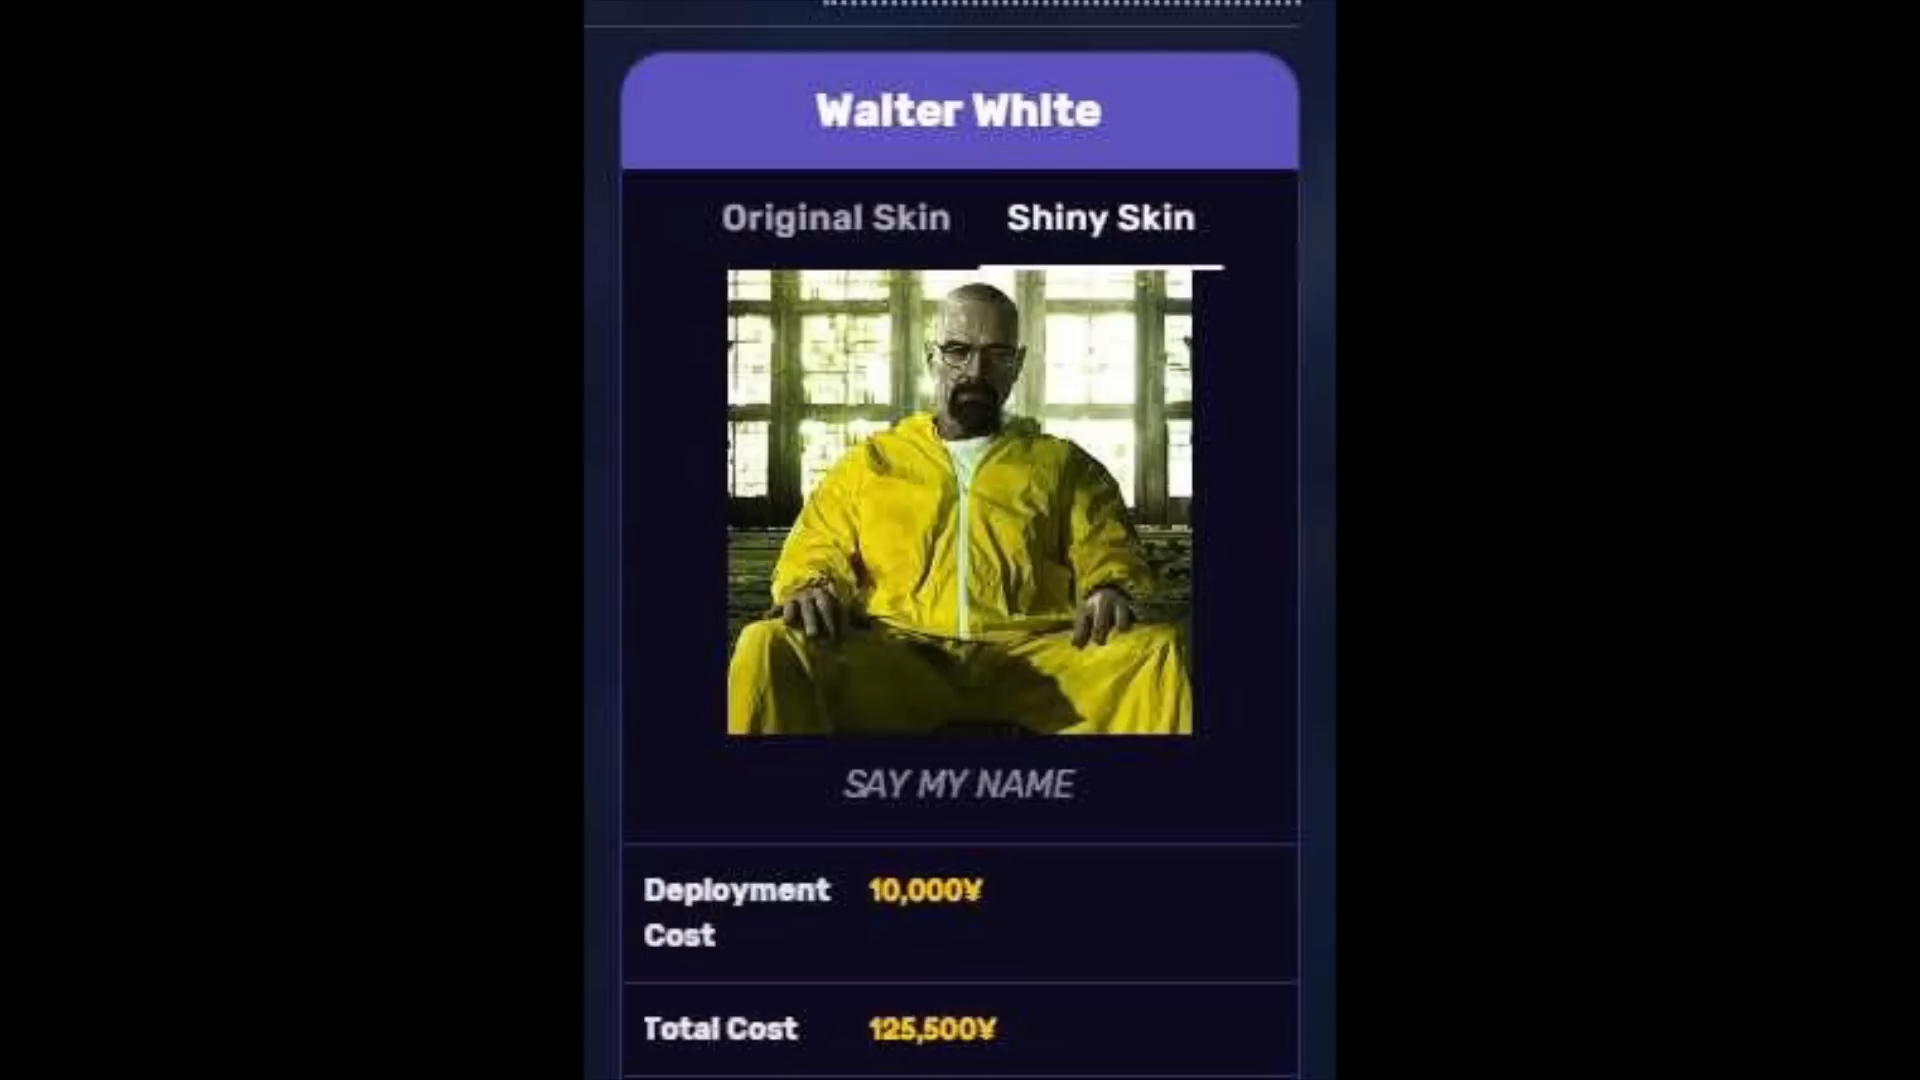 Walter White
Original Skin Shiny Skin
SAY MY NAME
Deployment Cost 10,000¥
Total Cost 125,500¥